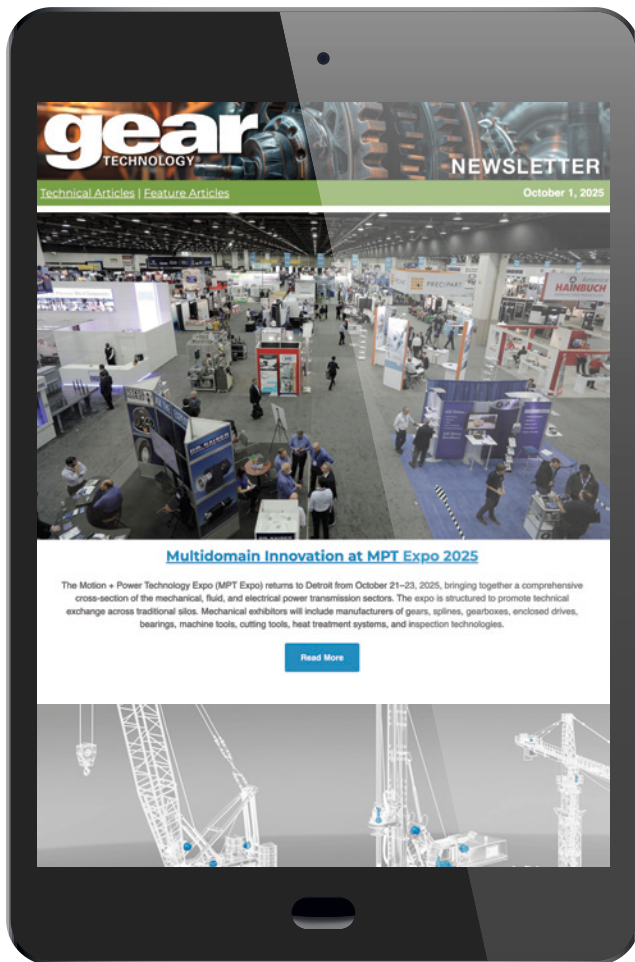 gear
TECHNOLOGY®
NEWSLETTER
Technical Articles | Feature Articles
October 1, 2025
PRECIPART
HAINBUCH
DR. KAISER
Multidomain Innovation at MPT Expo 2025
The Motion + Power Technology Expo (MPT Expo) returns to Detroit from October 21–23, 2025, bringing together a comprehensive
cross-section of the mechanical, fluid, and electrical power transmission sectors. The expo is structured to promote technical
exchange across traditional silos. Mechanical exhibitors will include manufacturers of gears, splines, gearboxes, enclosed drives,
bearings, machine tools, cutting tools, heat treatment systems, and inspection technologies.
Read More